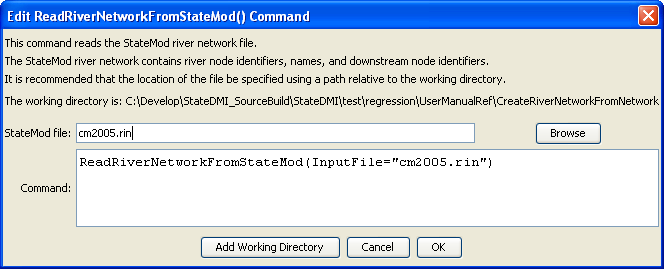 Edit ReadRiverNetworkFromStateMod() Command
This command reads the StateMod river network file.
The StateMod river network contains river node identifiers, names, and downstream node identifiers.
It is recommended that the location of the file be specified using a path relative to the working directory.
The working directory is: C:\Develop\StateDMI_SourceBuild\StateDMI\test\regression\UserManualRef\CreateRiverNetworkFromNetwork
StateMod file: cm2005.rin Browse
ReadRiverNetworkFromStateMod(InputFile="cm2005.rin")
Command:
Add Working Directory Cancel OK